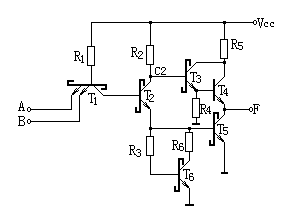 Vcc
R1 R2 R5
C2 T3
A T1 T2 R4 T4
B F
R3 R6 T5
T6